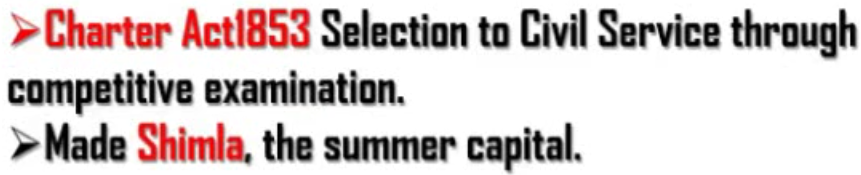 ➢Charter Act1853 Selection to Civil Service through
competitive examination.
➢Made Shimla, the summer capital.